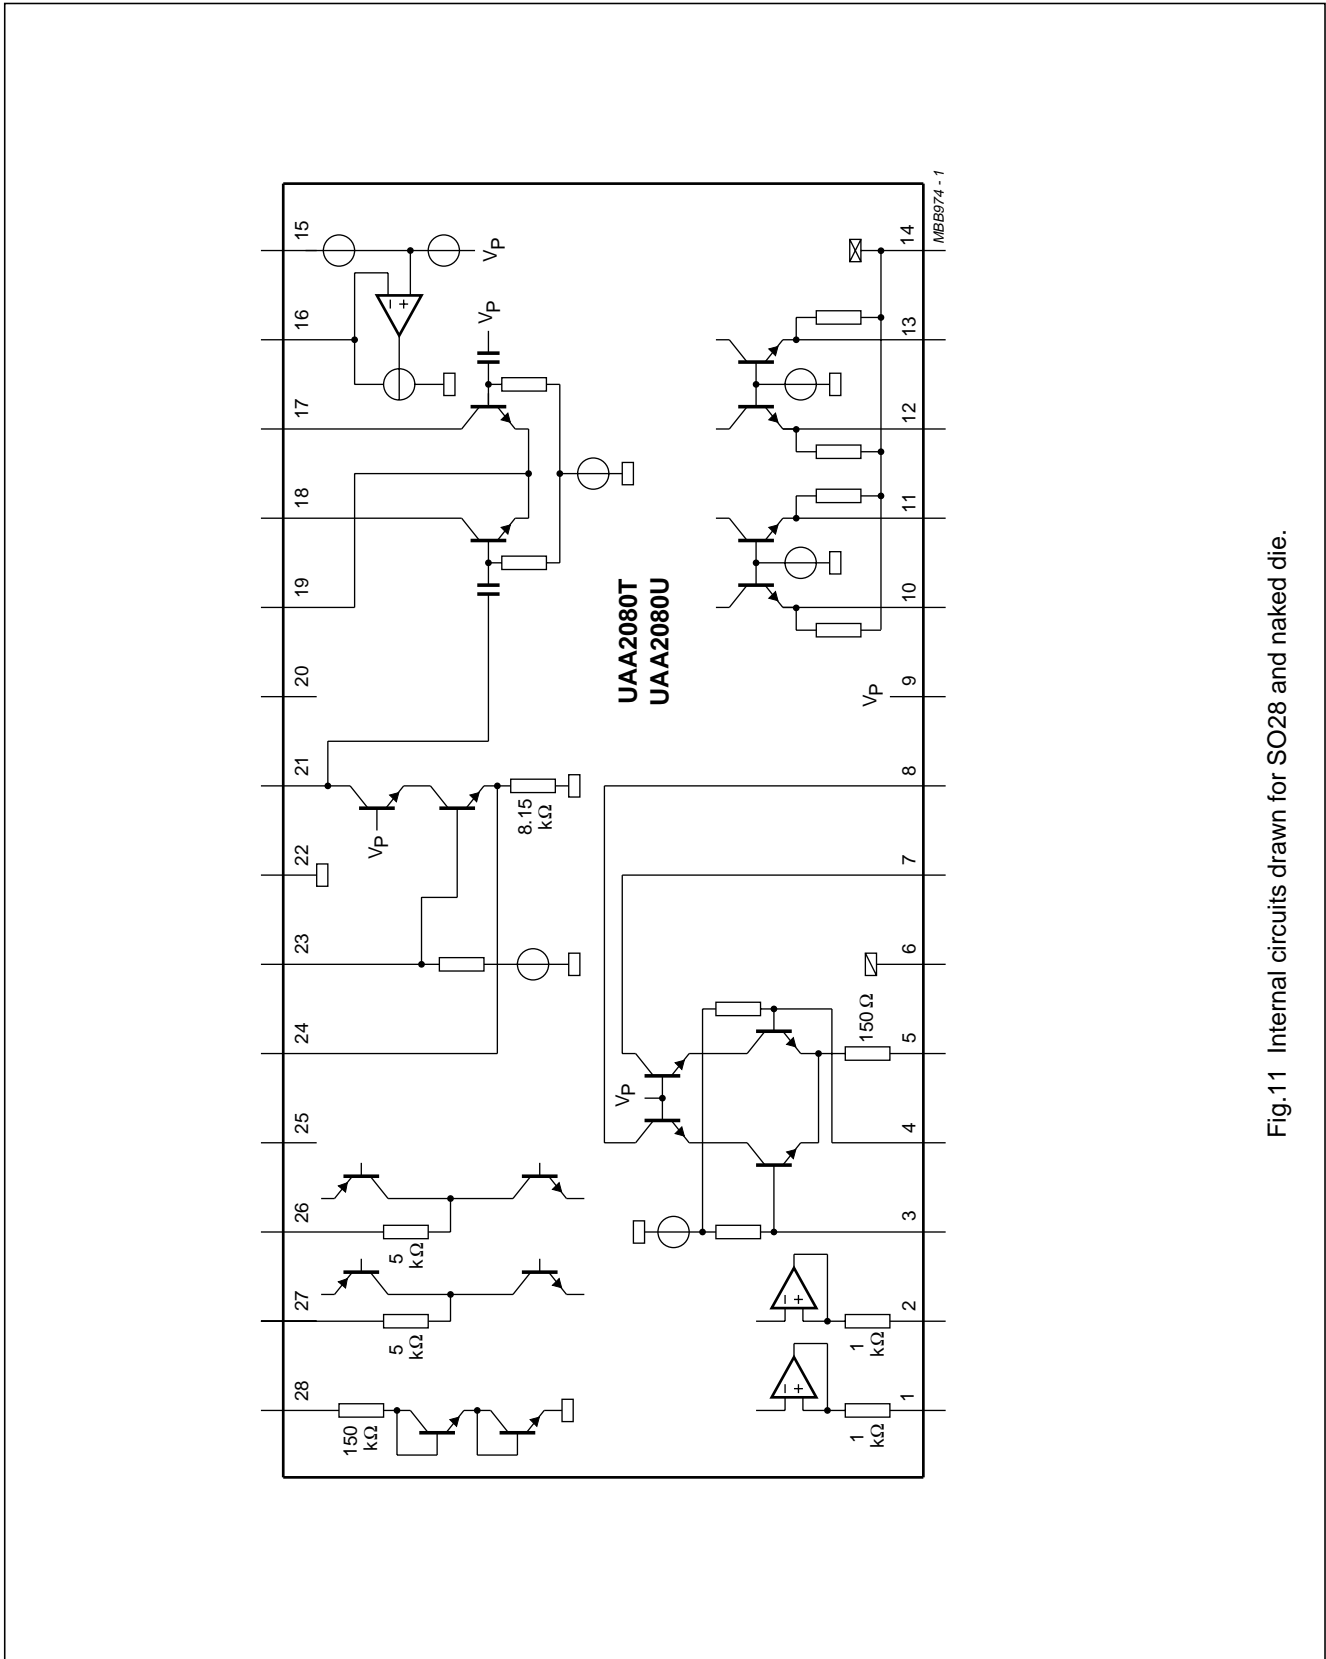 28
27
26
25
24
23
22
21
20
19
18
17
16
15
150
kΩ
5
kΩ
5
kΩ
VP
8.15
kΩ
VP
VP
UAA2080T
UAA2080U
VP
150 Ω
VP
1
kΩ
1
kΩ
1
2
3
4
5
6
7
8
9
10
11
12
13
14
MBB974 - 1
Fig.11 Internal circuits drawn for SO28 and naked die.